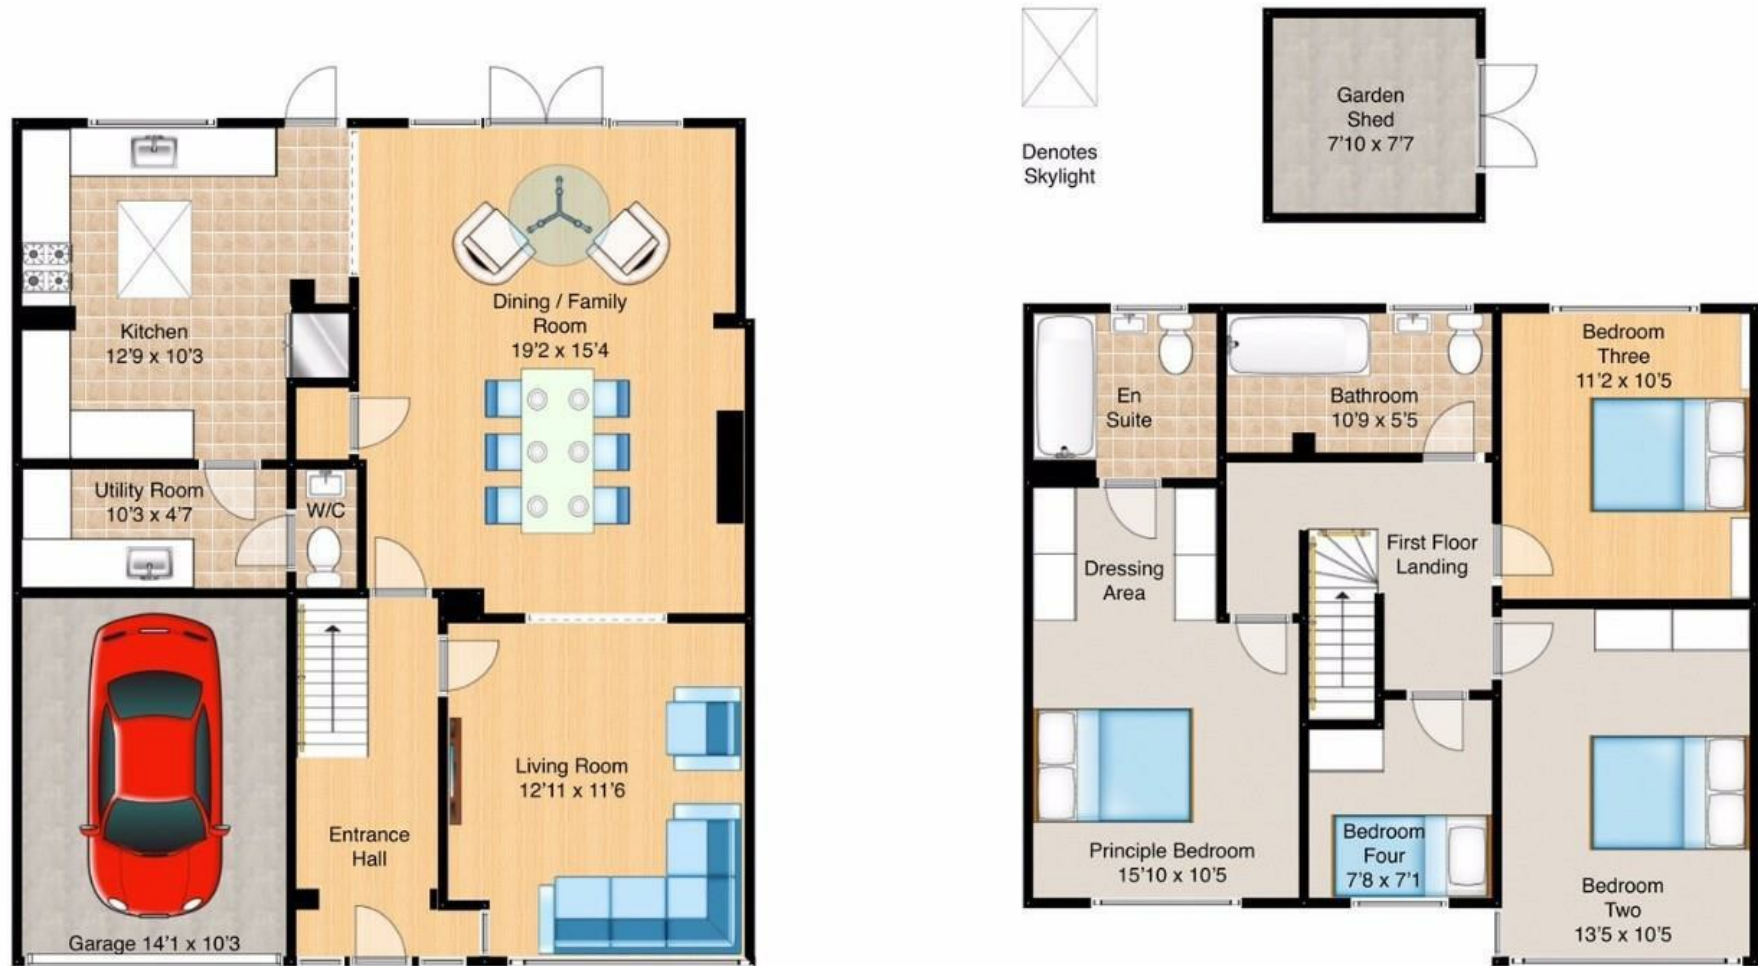 Kitchen
12'9 x 10'3
Dining / Family
Room
19'2 x 15'4
Utility Room
10'3 x 4'7
W/C
Living Room
12'11 x 11'6
Entrance
Hall
Garage 14'1 x 10'3
Denotes
Skylight
Garden
Shed
7'10 x 7'7
En
Suite
Bathroom
10'9 x 5'5
Bedroom
Three
11'2 x 10'5
Dressing
Area
First Floor
Landing
Principle Bedroom
15'10 x 10'5
Bedroom
Four
7'8 x 7'1
Bedroom
Two
13'5 x 10'5